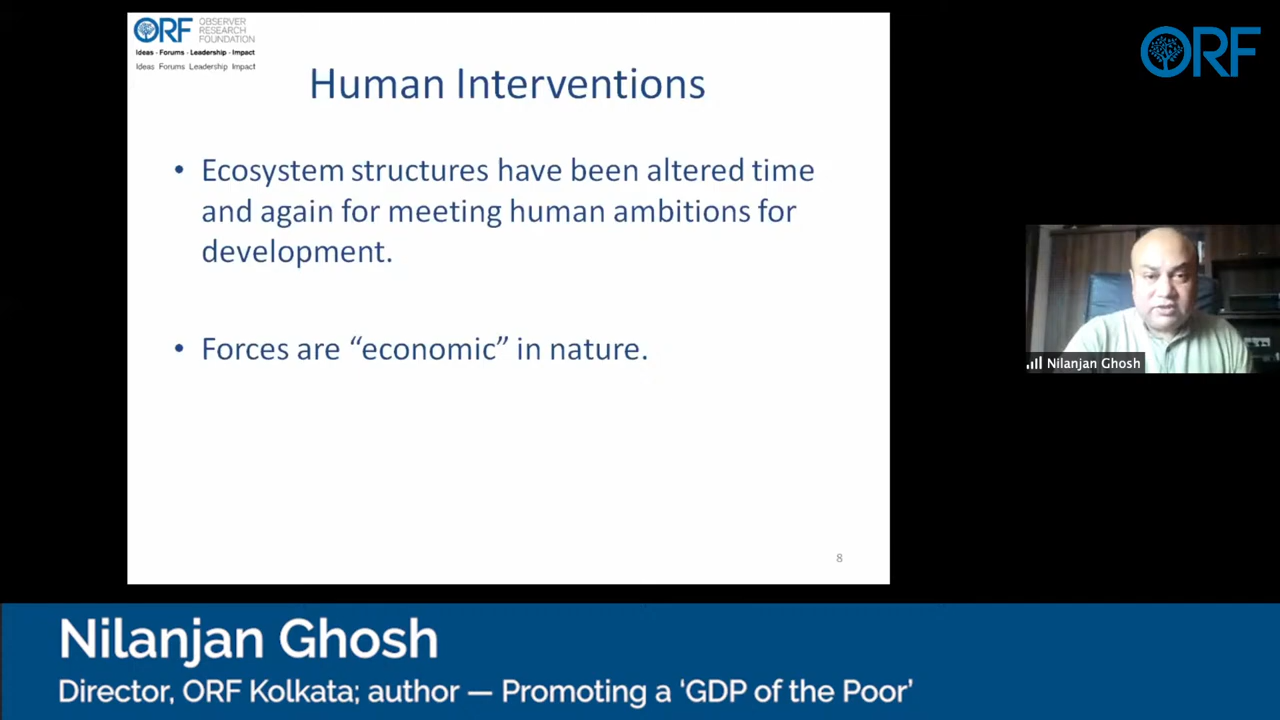 ORF OBSERVER
RESEARCH
FOUNDATION
Ideas · Forums · Leadership · Impact
Ideas Forums Leadership Impact
ORF
Human Interventions
• Ecosystem structures have been altered time
and again for meeting human ambitions for
development.
• Forces are “economic” in nature.
8
Nilanjan Ghosh
Nilanjan Ghosh
Director, ORF Kolkata; author — Promoting a ‘GDP of the Poor’